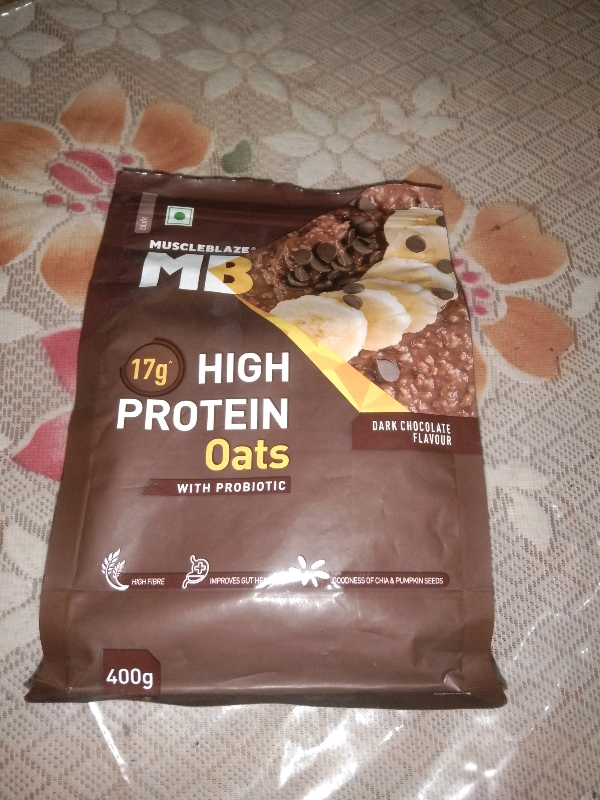 MUSCLEBLAZE®
MB
17g^
HIGH
PROTEIN
Oats
WITH PROBIOTIC
DARK CHOCOLATE
FLAVOUR
HIGH FIBRE
IMPROVES GUT
GOODNESS OF CHIA & PUMPKIN SEEDS
400g